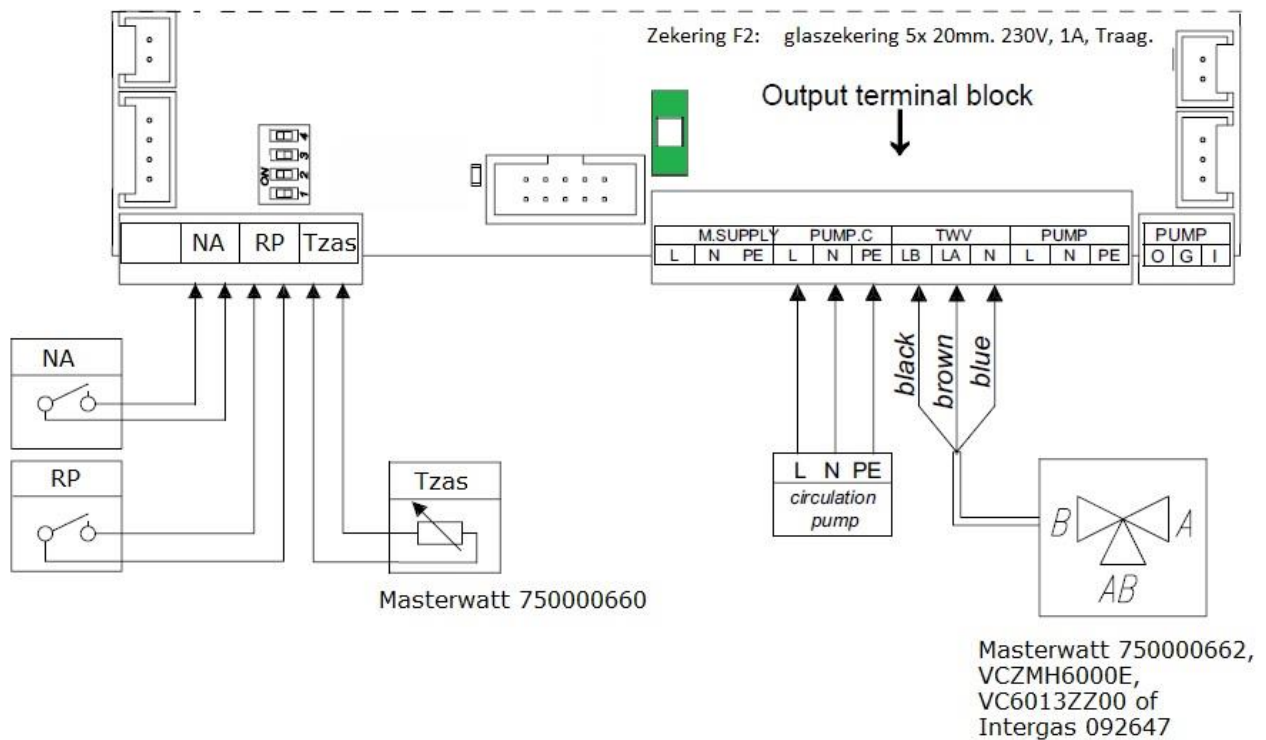 Zekering F2: glaszekering 5x 20mm. 230V, 1A, Traag.
Output terminal block
ON
4
3
2
1
NA RP Tzas
M.SUPPLY PUMP.C TWV PUMP
L N PE L N PE LB LA N L N PE
PUMP
O G I
black
brown
blue
NA
RP
Tzas
Masterwatt 750000660
L N PE
circulation
pump
B A
AB
Masterwatt 750000662,
VCZMH6000E,
VC6013ZZ00 of
Intergas 092647